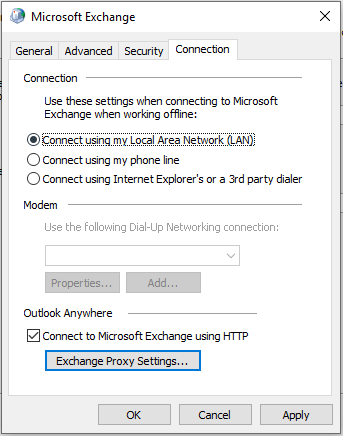 Microsoft Exchange
General Advanced Security Connection
Connection
Use these settings when connecting to Microsoft
Exchange when working offline:
Connect using my Local Area Network (LAN)
Connect using my phone line
Connect using Internet Explorer's or a 3rd party dialer
Modem
Use the following Dial-Up Networking connection:
Properties... Add...
Outlook Anywhere
Connect to Microsoft Exchange using HTTP
Exchange Proxy Settings...
OK Cancel Apply